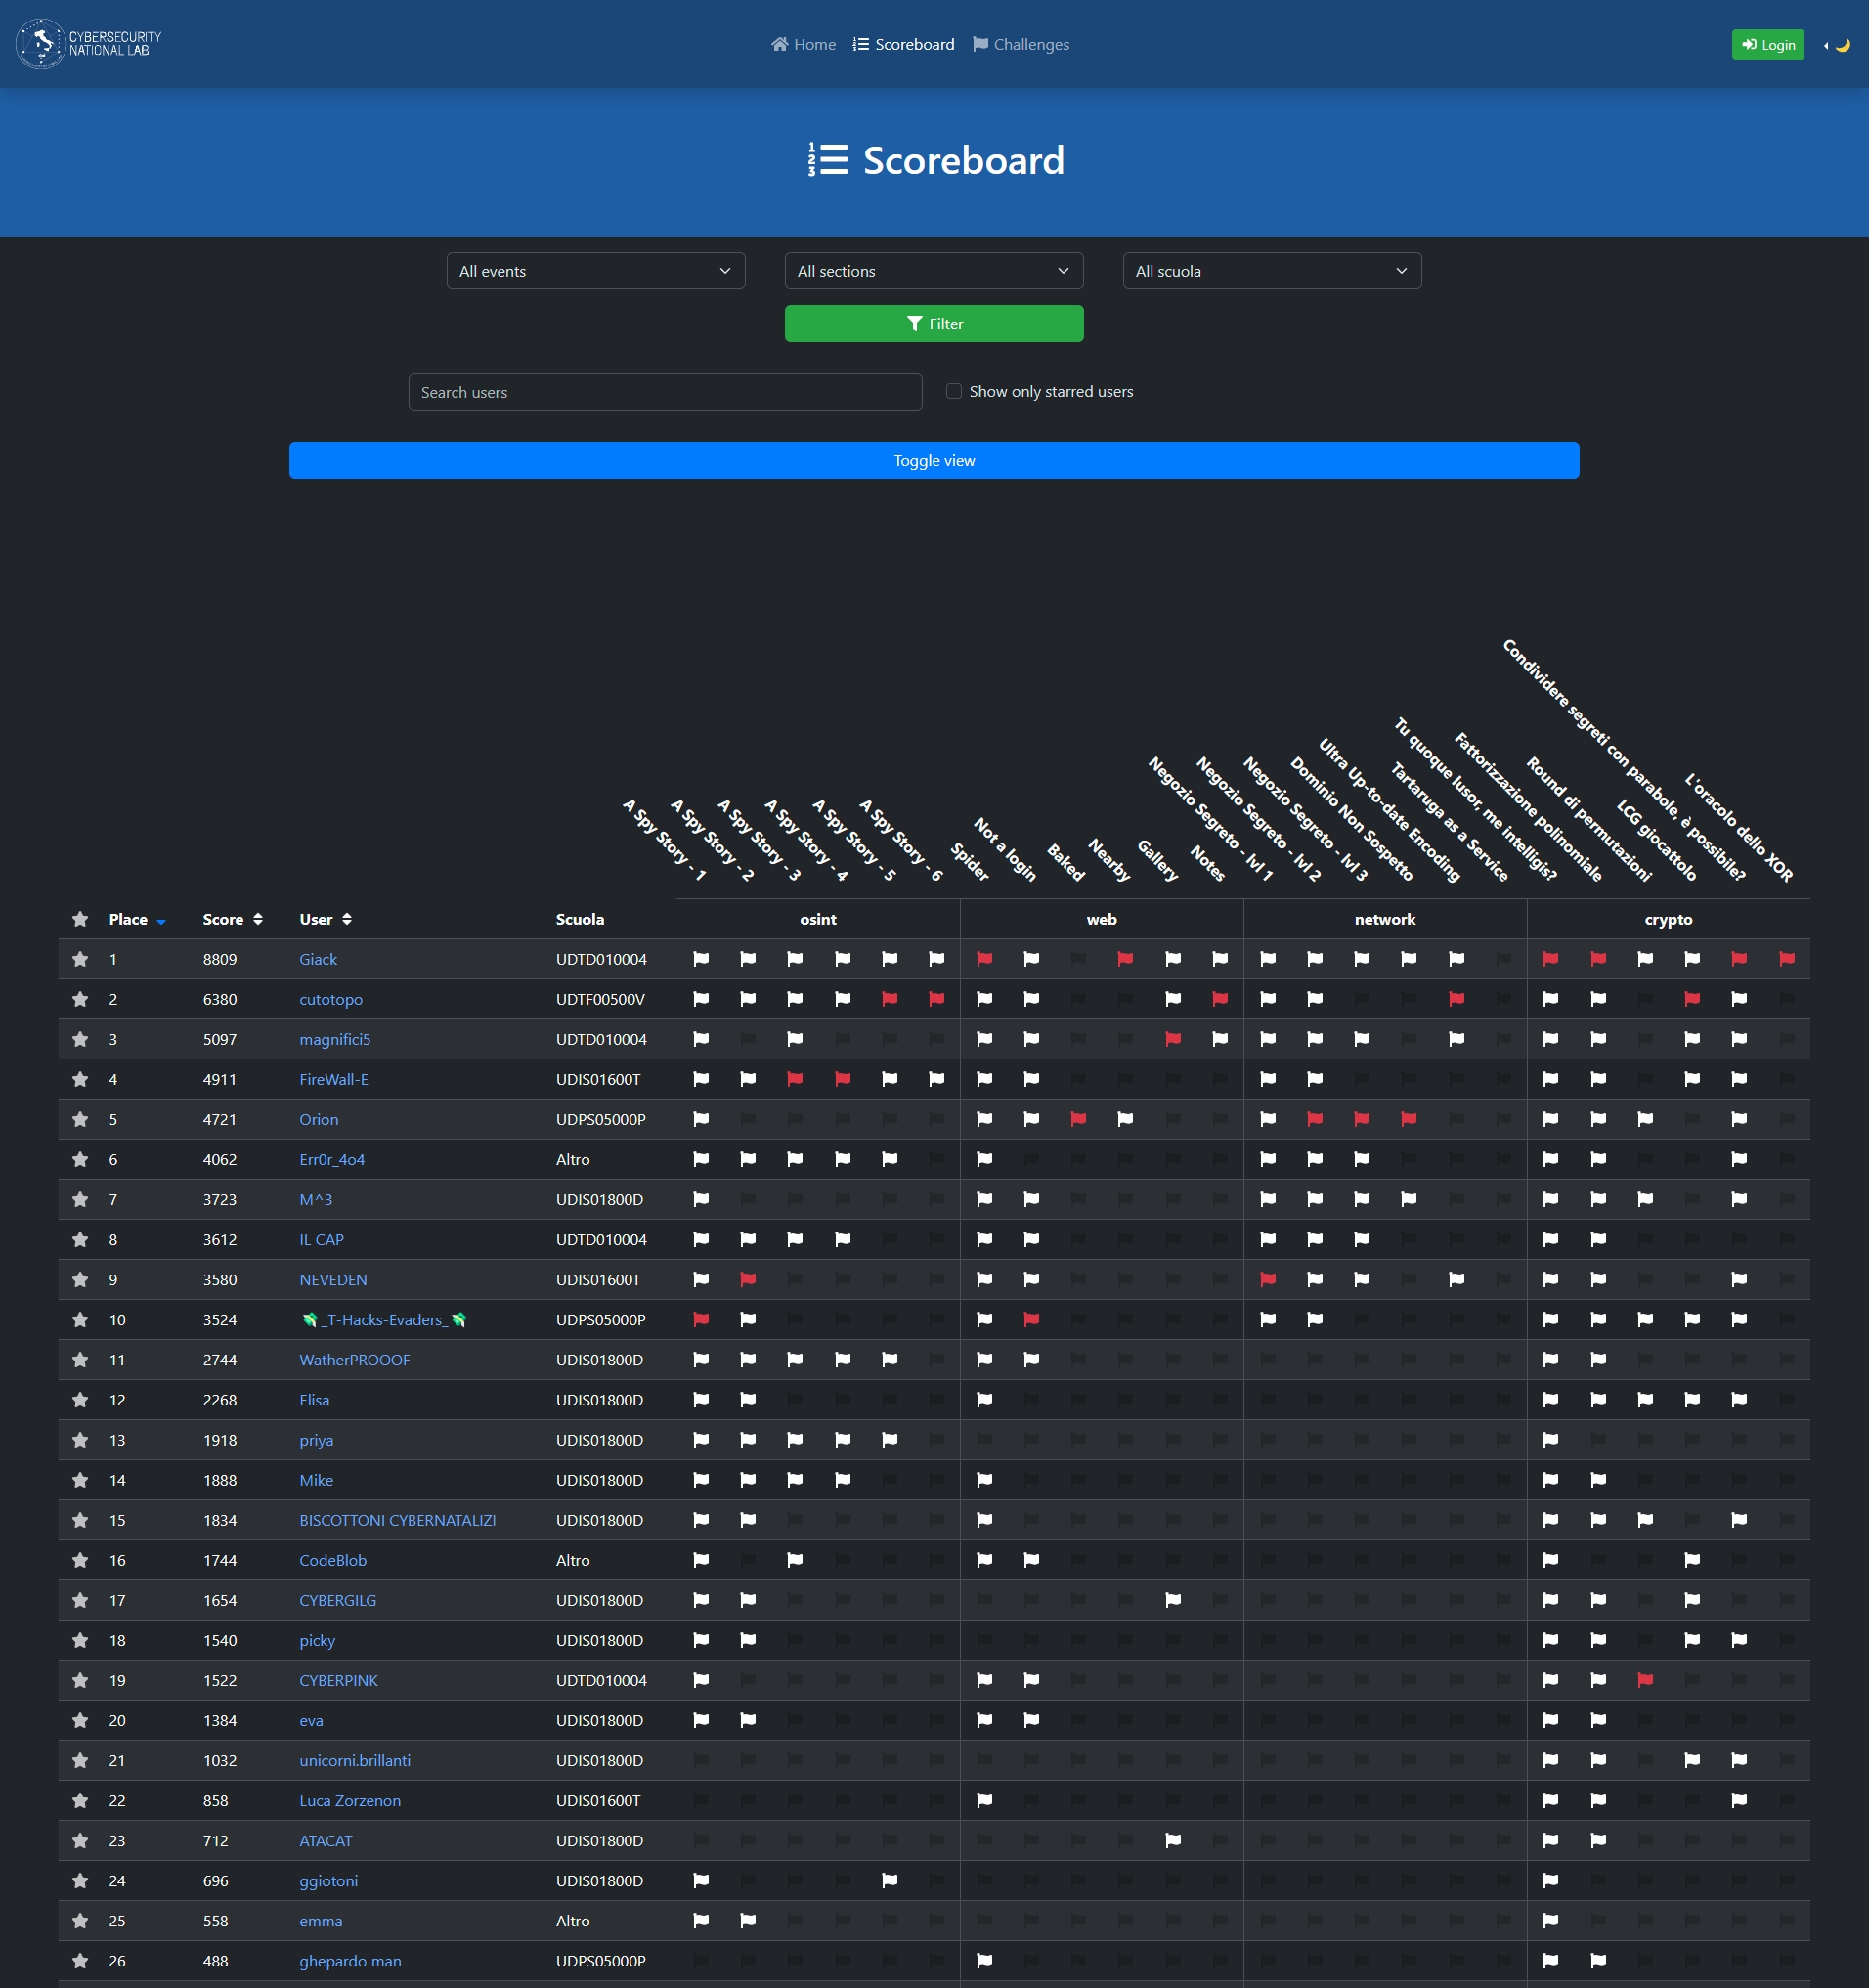 CYBERSECURITY
NATIONAL LAB
Home Scoreboard Challenges
Login
Scoreboard
All events All sections All scuola
Filter
Search users Show only starred users
Toggle view
A Spy Story - 1
A Spy Story - 2
A Spy Story - 3
A Spy Story - 4
A Spy Story - 5
A Spy Story - 6
Spider
Not a login
Baked
Nearby
Gallery
Notes
Negozio Segreto - lvl 1
Negozio Segreto - lvl 2
Negozio Segreto - lvl 3
Dominio Non Sospetto
Ultra Up-to-date Encoding
Tartaruga as a Service
Tu quoque lusor, me intelligis?
Fattorizzazione polinomiale
Round di permutazioni
LCG giocattolo
Condividere segreti con parabole, è possibile?
L'oracolo dello XOR
Place Score User Scuola osint web network crypto
1 8809 Giack UDTD010004
2 6380 cutotopo UDTF00500V
3 5097 magnifici5 UDTD010004
4 4911 FireWall-E UDIS01600T
5 4721 Orion UDPS05000P
6 4062 Err0r_4o4 Altro
7 3723 M^3 UDIS01800D
8 3612 IL CAP UDTD010004
9 3580 NEVEDEN UDIS01600T
10 3524 💸_T-Hacks-Evaders_💸 UDPS05000P
11 2744 WatherPROOOF UDIS01800D
12 2268 Elisa UDIS01800D
13 1918 priya UDIS01800D
14 1888 Mike UDIS01800D
15 1834 BISCOTTONI CYBERNATALIZI UDIS01800D
16 1744 CodeBlob Altro
17 1654 CYBERGILG UDIS01800D
18 1540 picky UDIS01800D
19 1522 CYBERPINK UDTD010004
20 1384 eva UDIS01800D
21 1032 unicorni.brillanti UDIS01800D
22 858 Luca Zorzenon UDIS01600T
23 712 ATACAT UDIS01800D
24 696 ggiotoni UDIS01800D
25 558 emma Altro
26 488 ghepardo man UDPS05000P